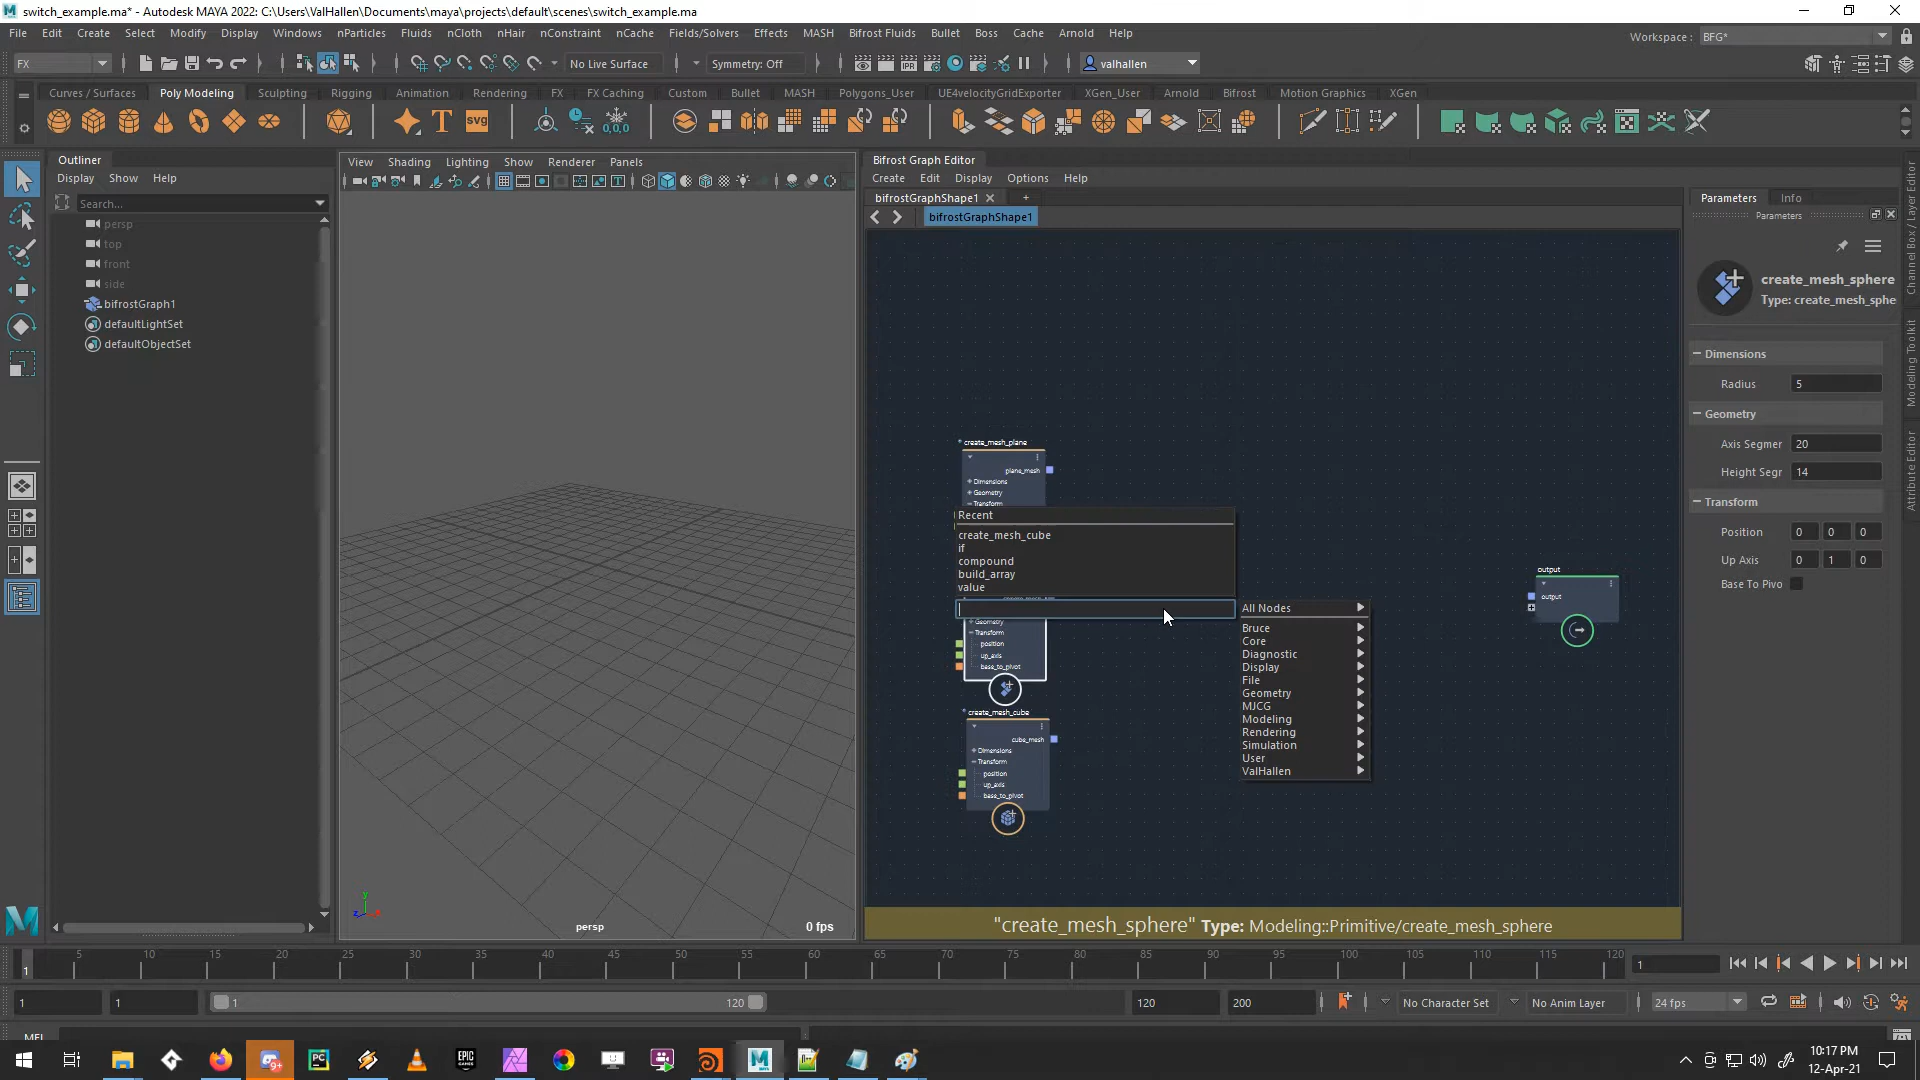 switch_example.ma* - Autodesk MAYA 2022: C:\Users\ValHallen\Documents\maya\projects\default\scenes\switch_example.ma
File Edit Create Select Modify Display Windows nParticles Fluids nCloth nHair nConstraint nCache Fields/Solvers Effects MASH Bifrost Fluids Bullet Boss Cache Arnold Help
Workspace : BFG*
FX No Live Surface Symmetry: Off valhallen
Curves / Surfaces Poly Modeling Sculpting Rigging Animation Rendering FX FX Caching Custom Bullet MASH Polygons_User UE4velocityGridExporter XGen_User Arnold Bifrost Motion Graphics XGen
SVG 0,0,0
Outliner
Display Show Help
Search...
persp
top
front
side
bifrostGraph1
defaultLightSet
defaultObjectSet
View Shading Lighting Show Renderer Panels
persp
0 fps
Bifrost Graph Editor
Create Edit Display Options Help
bifrostGraphShape1
bifrostGraphShape1
create_mesh_plane
plane_mesh
Dimensions
Geometry
Transform
Recent
create_mesh_cube
if
compound
build_array
value
Geometry
Transform
position
up_axis
base_to_pivot
create_mesh_cube
cube_mesh
Dimensions
Transform
position
up_axis
base_to_pivot
All Nodes
Bruce
Core
Diagnostic
Display
File
Geometry
MJCG
Modeling
Rendering
Simulation
User
ValHallen
output
output
"create_mesh_sphere" Type: Modeling::Primitive/create_mesh_sphere
Parameters Info
Parameters
create_mesh_sphere
Type: create_mesh_sphe
Dimensions
Radius 5
Geometry
Axis Segmer 20
Height Segr 14
Transform
Position 0 0 0
Up Axis 0 1 0
Base To Pivo
Channel Box / Layer Editor
Modeling Toolkit
Attribute Editor
5 10 15 20 25 30 35 40 45 50 55 60 65 70 75 80 85 90 95 100 105 110 115 120
1 1
1 1 1 120 120 200 No Character Set No Anim Layer 24 fps
MEL
9+
10:17 PM
12-Apr-21